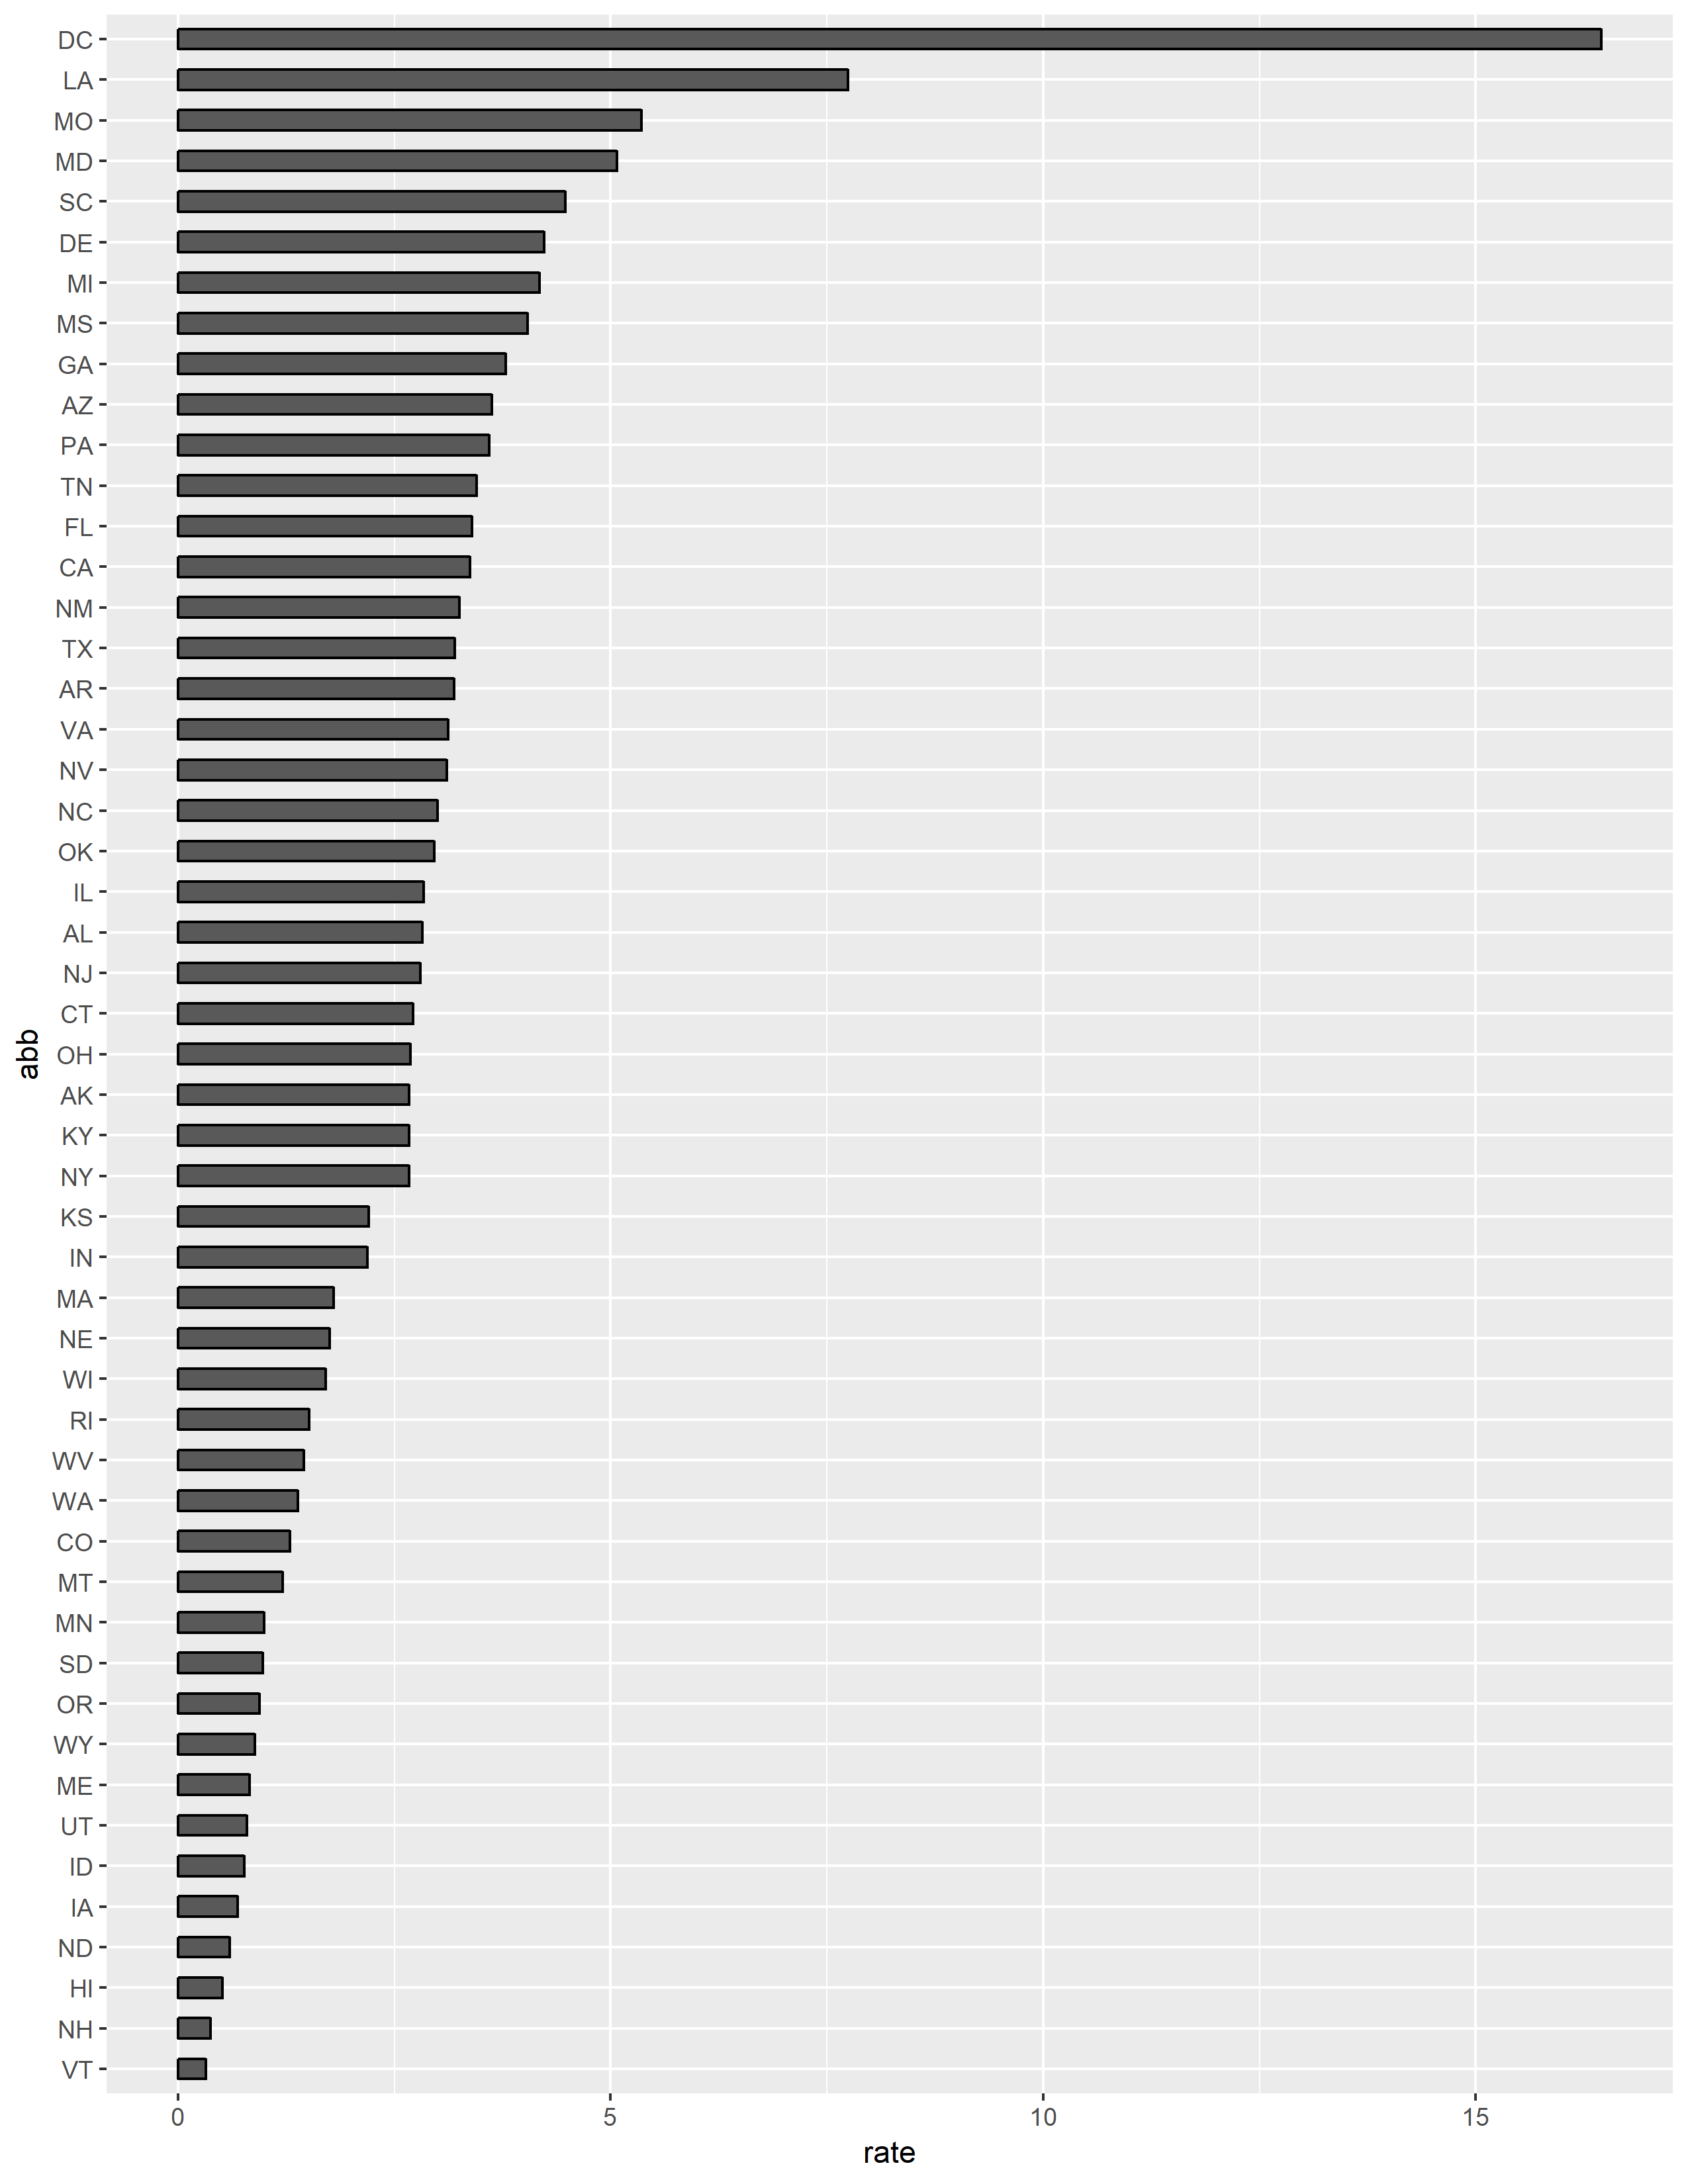 DC
LA
MO
MD
SC
DE
MI
MS
GA
AZ
PA
TN
FL
CA
NM
TX
AR
VA
NV
NC
OK
IL
AL
NJ
CT
OH
AK
KY
NY
KS
IN
MA
NE
WI
RI
WV
WA
CO
MT
MN
SD
OR
WY
ME
UT
ID
IA
ND
HI
NH
VT
abb
0 5 10 15
rate